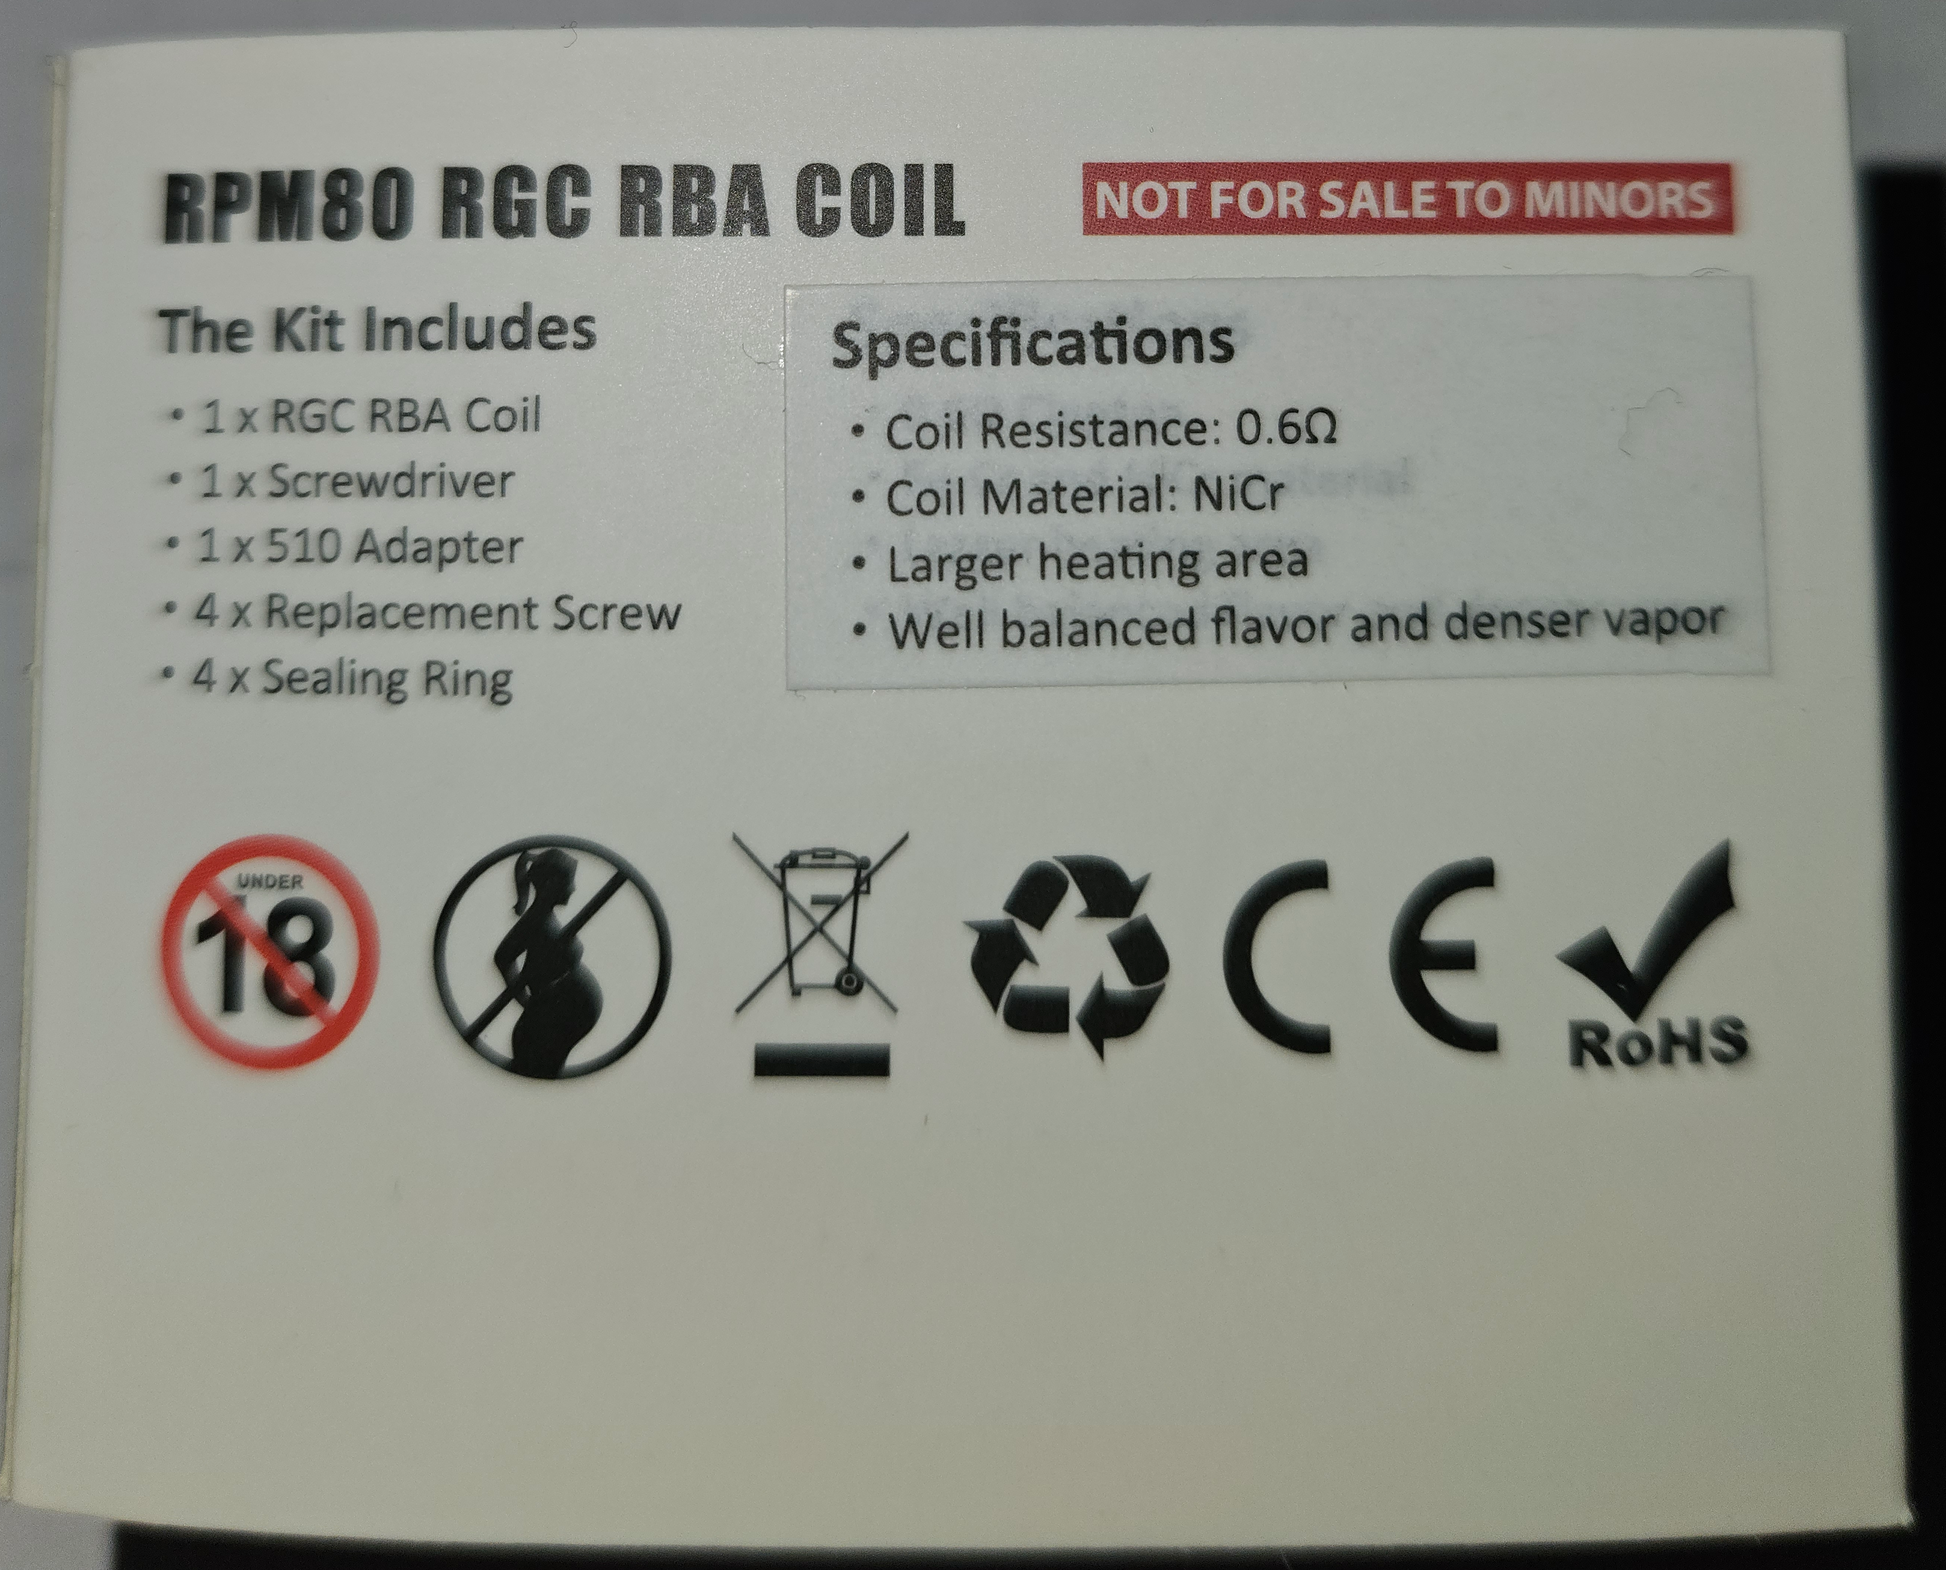 RPM80 RGC RBA COIL
NOT FOR SALE TO MINORS
The Kit Includes
• 1 x RGC RBA Coil
• 1 x Screwdriver
• 1 x 510 Adapter
• 4 x Replacement Screw
• 4 x Sealing Ring
Specifications
• Coil Resistance: 0.6Ω
• Coil Material: NiCr
• Larger heating area
• Well balanced flavor and denser vapor
UNDER
18
CE
RoHS